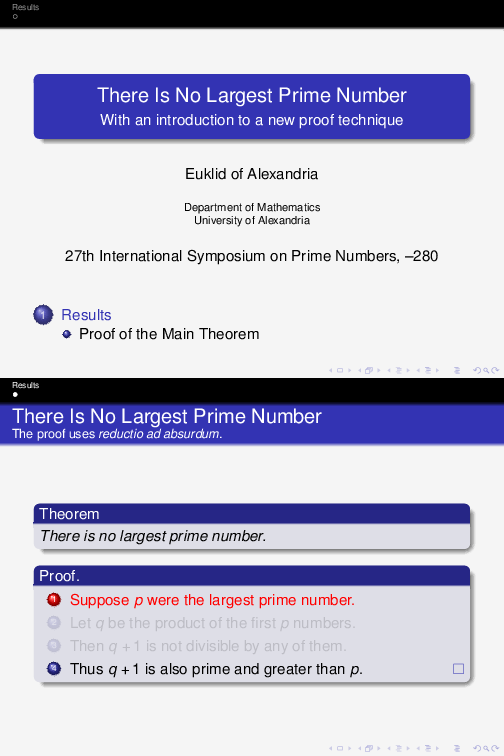 Results
There Is No Largest Prime Number
With an introduction to a new proof technique
Euklid of Alexandria
Department of Mathematics
University of Alexandria
27th International Symposium on Prime Numbers, –280
1 Results
Proof of the Main Theorem
Results
There Is No Largest Prime Number
The proof uses reductio ad absurdum.
Theorem
There is no largest prime number.
Proof.
1 Suppose p were the largest prime number.
2 Let q be the product of the first p numbers.
3 Then q + 1 is not divisible by any of them.
4 Thus q + 1 is also prime and greater than p. □